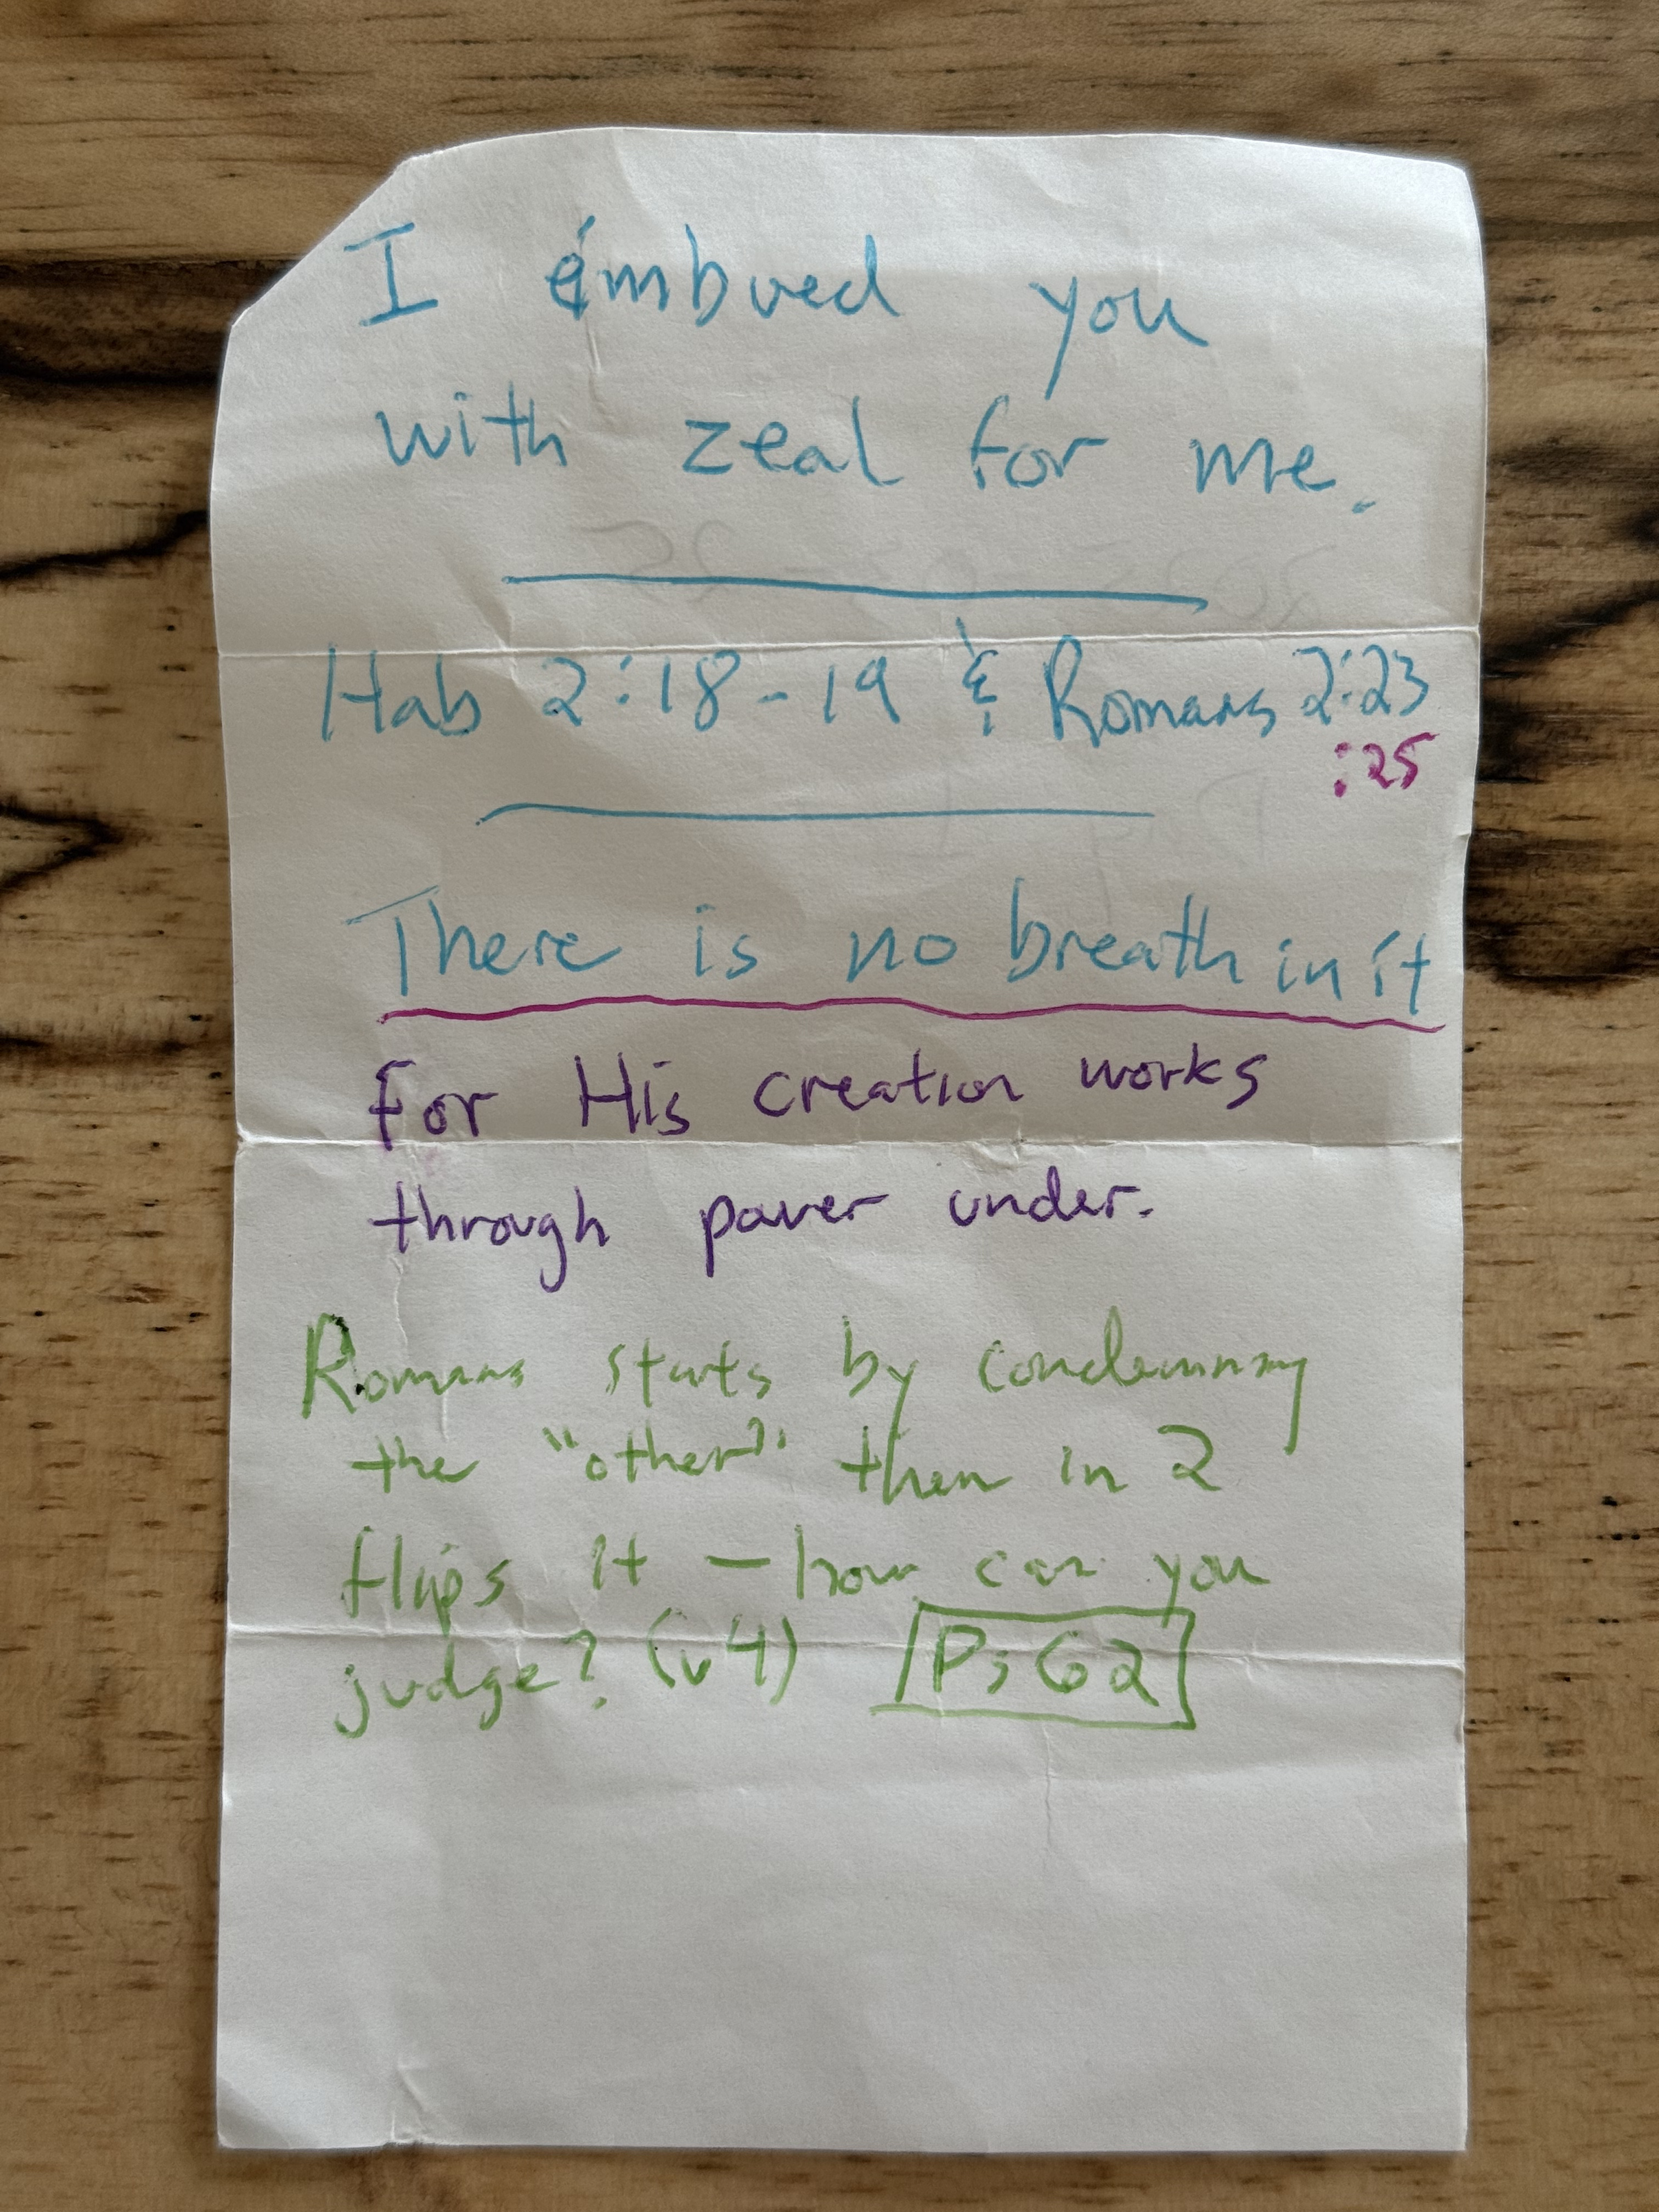 I imbued you
with zeal for me.
Hab 2:18-19 & Romans 2:23
:25
There is no breath in it
For His creation works
through power under.
Romans starts by condemning
the "other" then in 2
flips it — how can you
judge? (v4) Ps 62